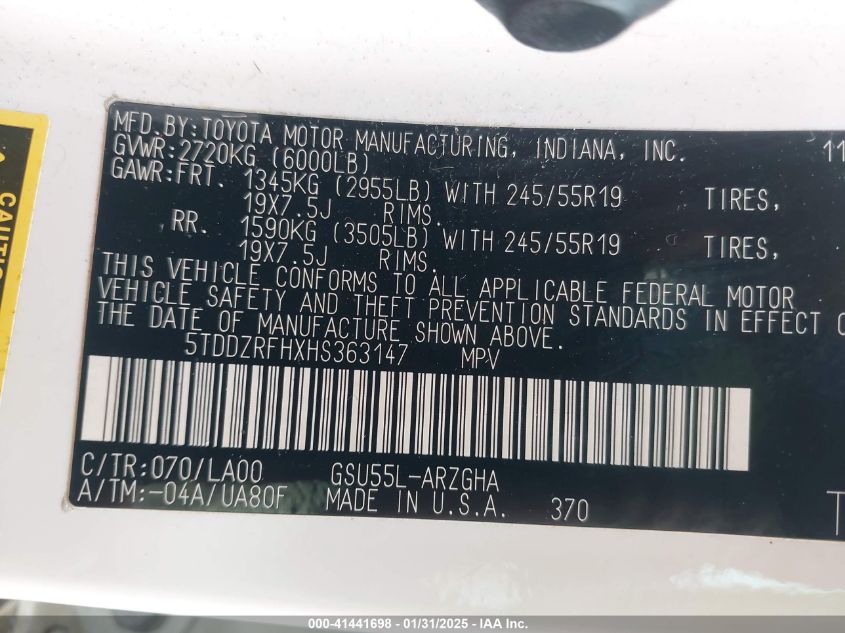 MFD.BY:TOYOTA MOTOR MANUFACTURING, INDIANA, INC. 11
GVWR:2720KG (6000LB)
GAWR:FRT. 1345KG (2955LB) WITH 245/55R19 TIRES,
19X7.5J RIMS.
RR. 1590KG (3505LB) WITH 245/55R19 TIRES,
19X7.5J RIMS.
THIS VEHICLE CONFORMS TO ALL APPLICABLE FEDERAL MOTOR
VEHICLE SAFETY AND THEFT PREVENTION STANDARDS IN EFFECT O
THE DATE OF MANUFACTURE SHOWN ABOVE.
5TDDZRFHXHS363147 MPV
C/TR:070/LA00 GSU55L-ARZGHA
A/TM:-04A/UA80F MADE IN U.S.A. 370 T
CAUTIO
000-41441698 - 01/31/2025 - IAA Inc.